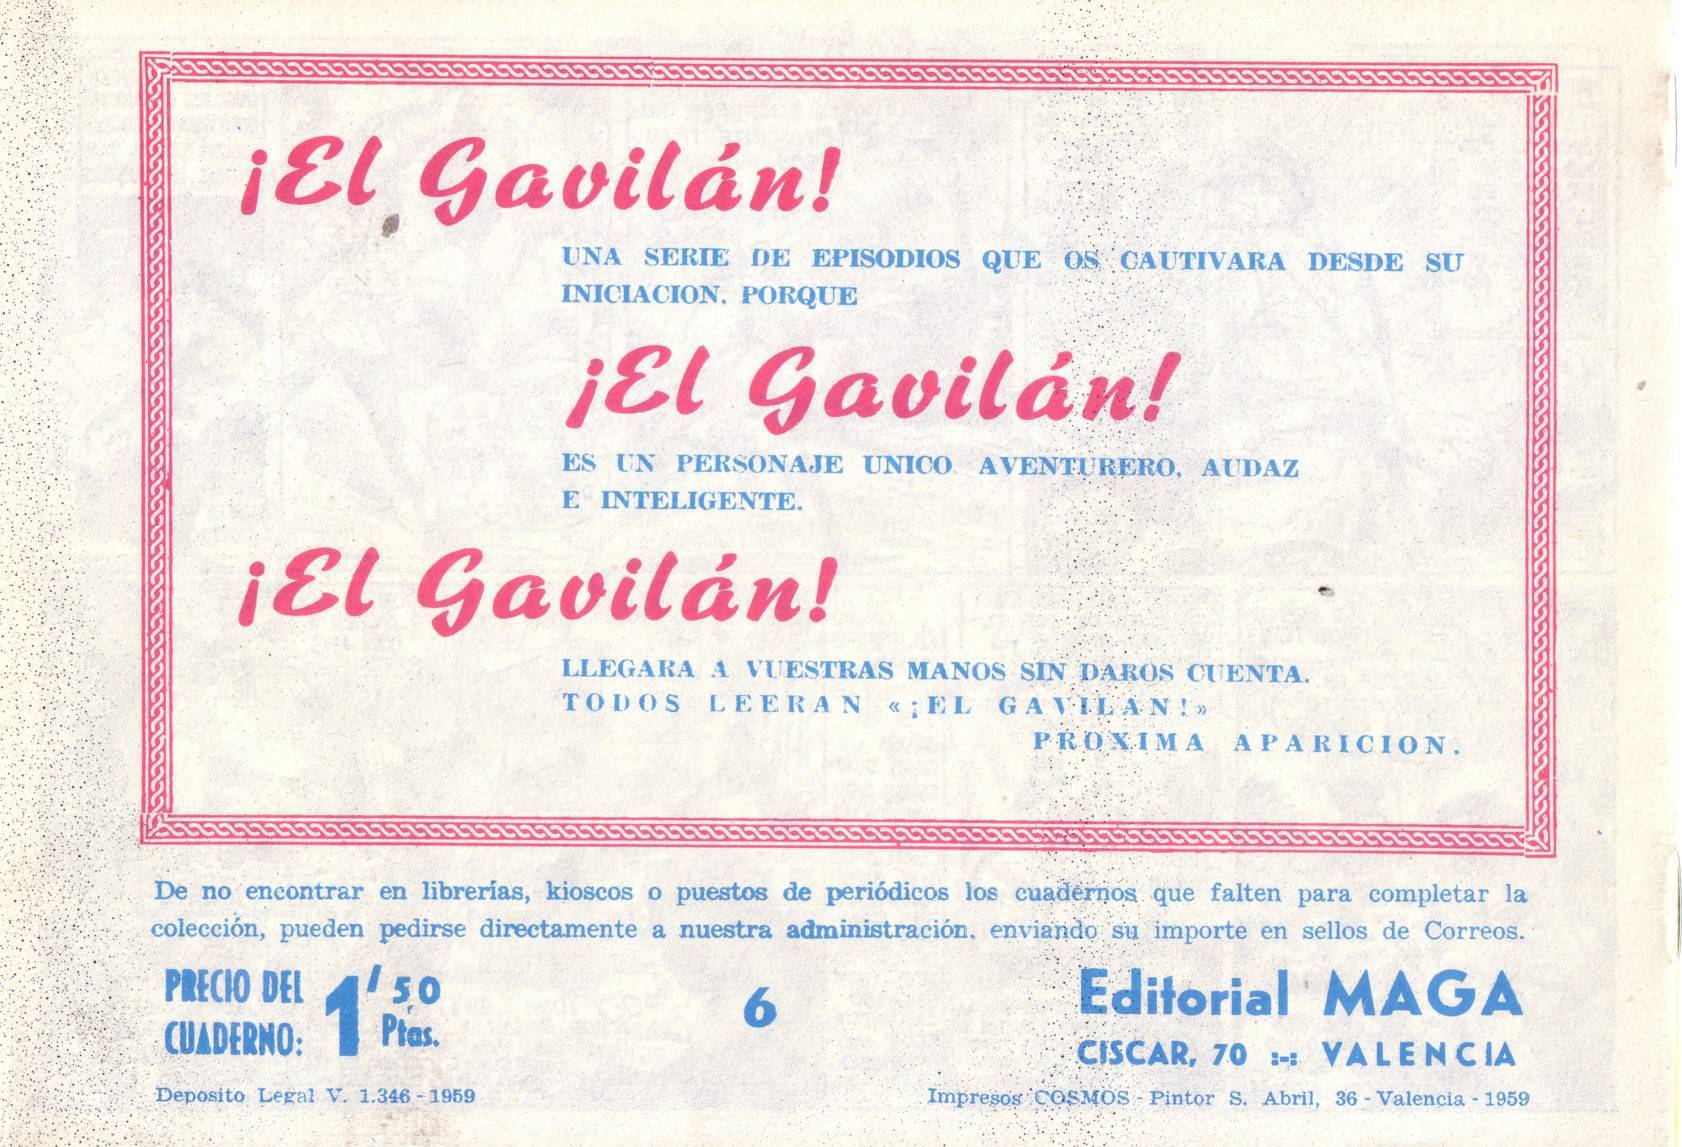 ¡El Gavilán!
UNA SERIE DE EPISODIOS QUE OS CAUTIVARA DESDE SU
INICIACION. PORQUE
¡El Gavilán!
ES UN PERSONAJE UNICO. AVENTURERO, AUDAZ
E INTELIGENTE.
¡El Gavilán!
LLEGARA A VUESTRAS MANOS SIN DAROS CUENTA.
TODOS LEERAN «¡EL GAVILAN!»
PROXIMA APARICION.
De no encontrar en librerías, kioscos o puestos de periódicos los cuadernos que falten para completar la
colección, pueden pedirse directamente a nuestra administración, enviando su importe en sellos de Correos.
PRECIO DEL
CUADERNO: 1'50 Ptas.
6
Editorial MAGA
CISCAR, 70 :-: VALENCIA
Deposito Legal V. 1.346 - 1959
Impresos COSMOS - Pintor S. Abril, 36 - Valencia - 1959